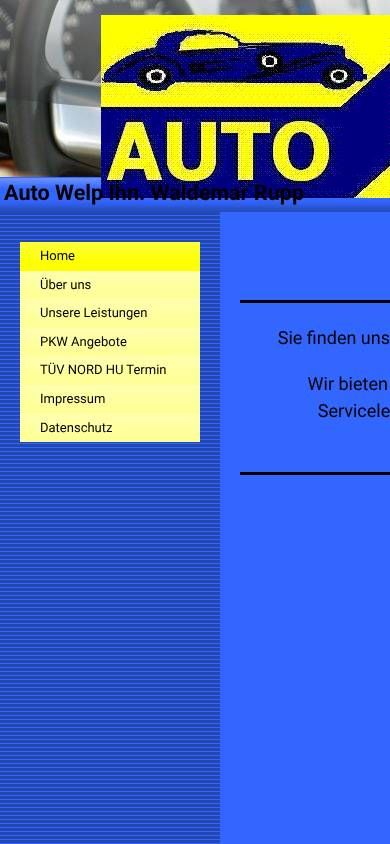 AUTO
Auto Welp Ihn. Waldemar Rupp
Home
Über uns
Unsere Leistungen
PKW Angebote
TÜV NORD HU Termin
Impressum
Datenschutz
Sie finden uns
Wir bieten
Servicele